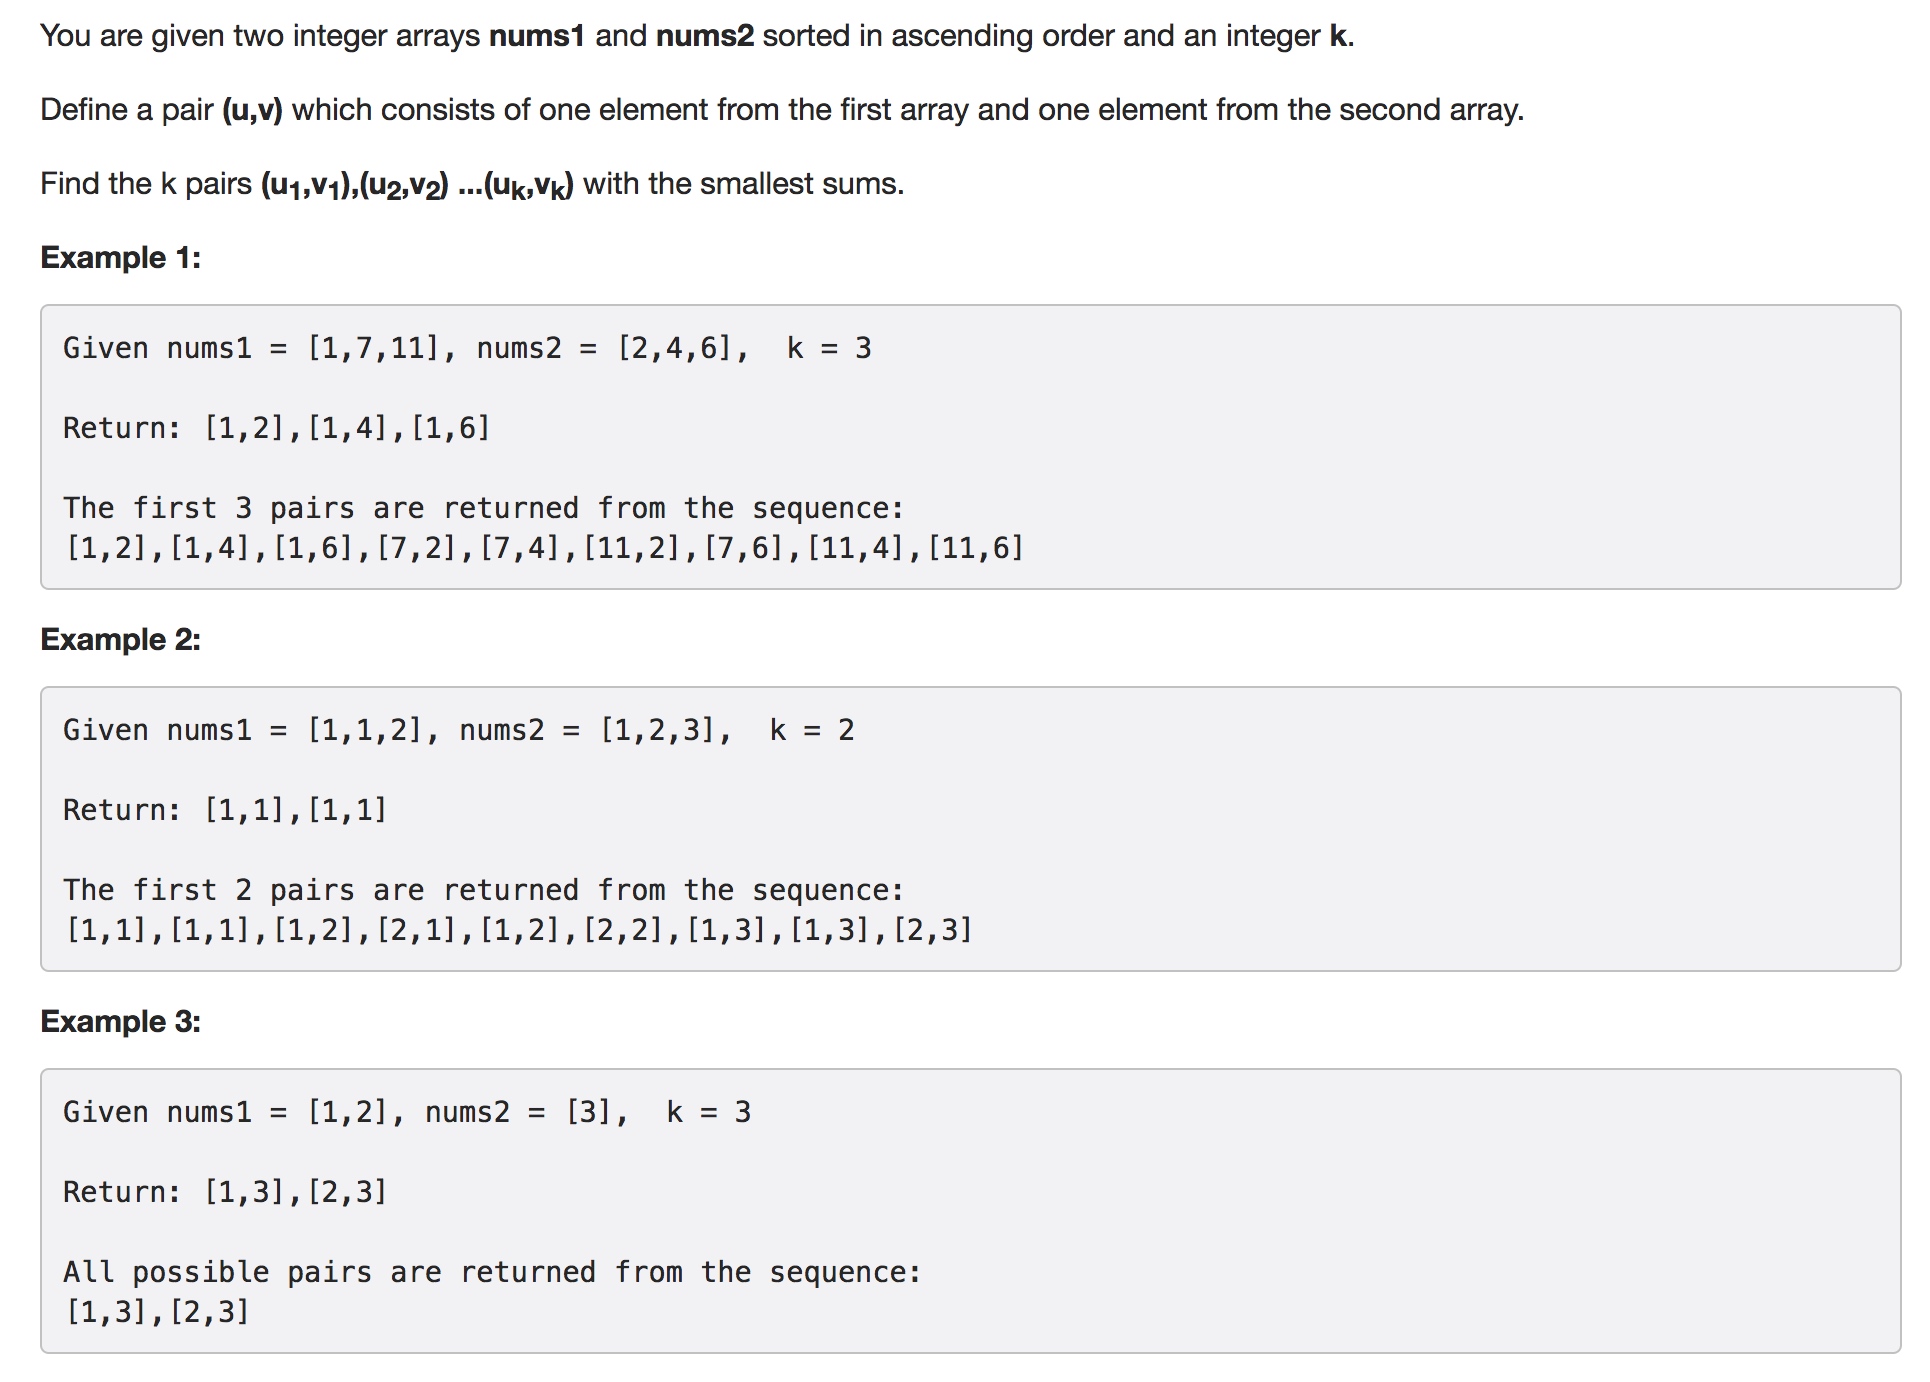 You are given two integer arrays nums1 and nums2 sorted in ascending order and an integer k.
Define a pair (u,v) which consists of one element from the first array and one element from the second array.
Find the k pairs (u1,v1),(u2,v2) ...(uk,vk) with the smallest sums.
Example 1:
Given nums1 = [1,7,11], nums2 = [2,4,6],  k = 3
Return: [1,2],[1,4],[1,6]
The first 3 pairs are returned from the sequence:
[1,2],[1,4],[1,6],[7,2],[7,4],[11,2],[7,6],[11,4],[11,6]
Example 2:
Given nums1 = [1,1,2], nums2 = [1,2,3],  k = 2
Return: [1,1],[1,1]
The first 2 pairs are returned from the sequence:
[1,1],[1,1],[1,2],[2,1],[1,2],[2,2],[1,3],[1,3],[2,3]
Example 3:
Given nums1 = [1,2], nums2 = [3],  k = 3
Return: [1,3],[2,3]
All possible pairs are returned from the sequence:
[1,3],[2,3]